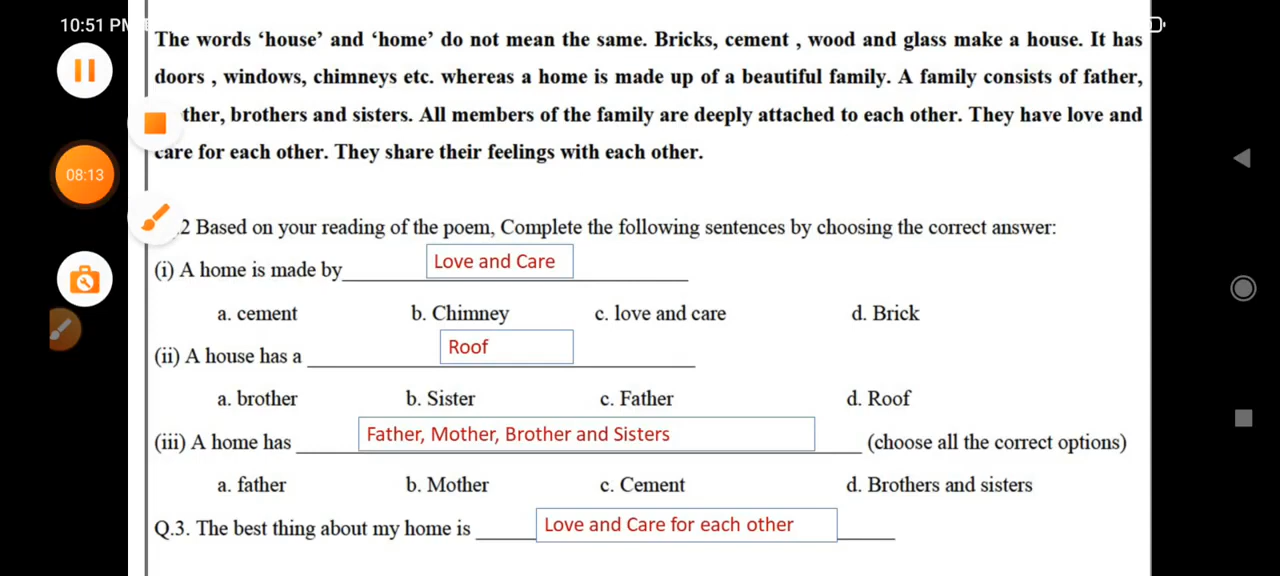 10:51 PM
The words ‘house’ and ‘home’ do not mean the same. Bricks, cement , wood and glass make a house. It has
doors , windows, chimneys etc. whereas a home is made up of a beautiful family. A family consists of father,
ther, brothers and sisters. All members of the family are deeply attached to each other. They have love and
care for each other. They share their feelings with each other.
08:13
.2 Based on your reading of the poem, Complete the following sentences by choosing the correct answer:
(i) A home is made by Love and Care
a. cement b. Chimney c. love and care d. Brick
(ii) A house has a Roof
a. brother b. Sister c. Father d. Roof
(iii) A home has Father, Mother, Brother and Sisters (choose all the correct options)
a. father b. Mother c. Cement d. Brothers and sisters
Q.3. The best thing about my home is Love and Care for each other